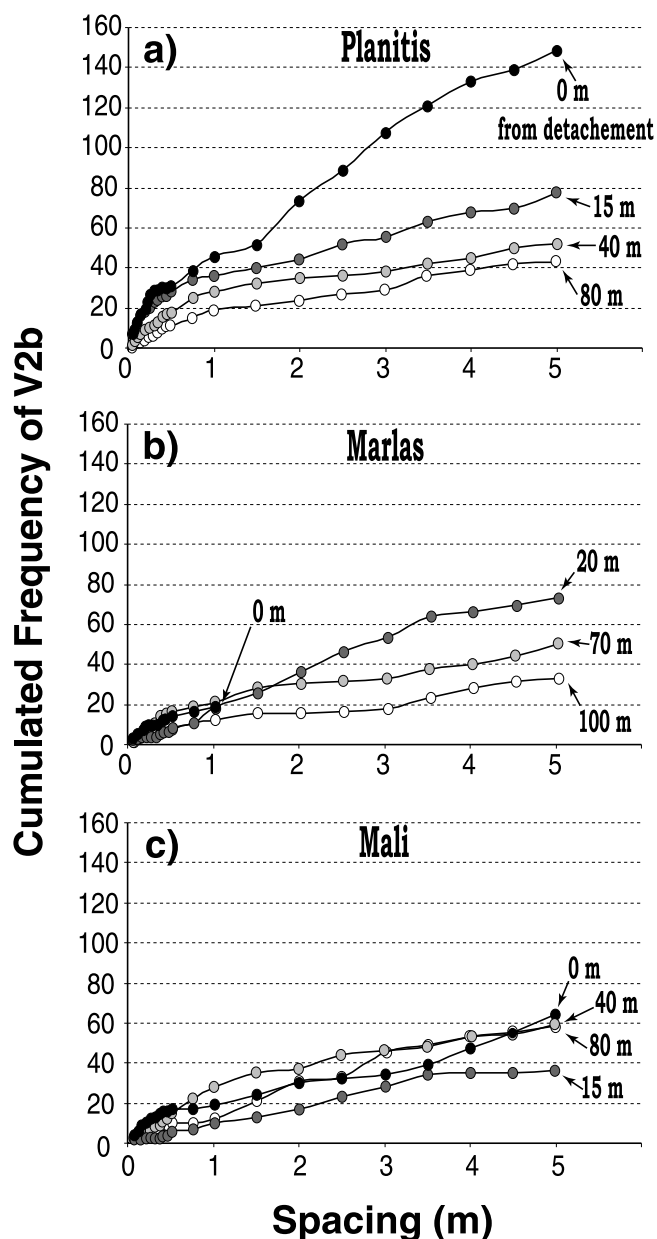 Cumulated Frequency of V2b
160
a)
Planitis
140
120
0 m
from detachement
100
80
15 m
60
40 m
40
80 m
20
0
0 1 2 3 4 5
160
b)
Marlas
140
120
100
20 m
80
0 m
60
70 m
40
20
100 m
0
0 1 2 3 4 5
160
c)
Mali
140
120
100
0 m
80
40 m
60
80 m
40
15 m
20
0
0 1 2 3 4 5
Spacing (m)